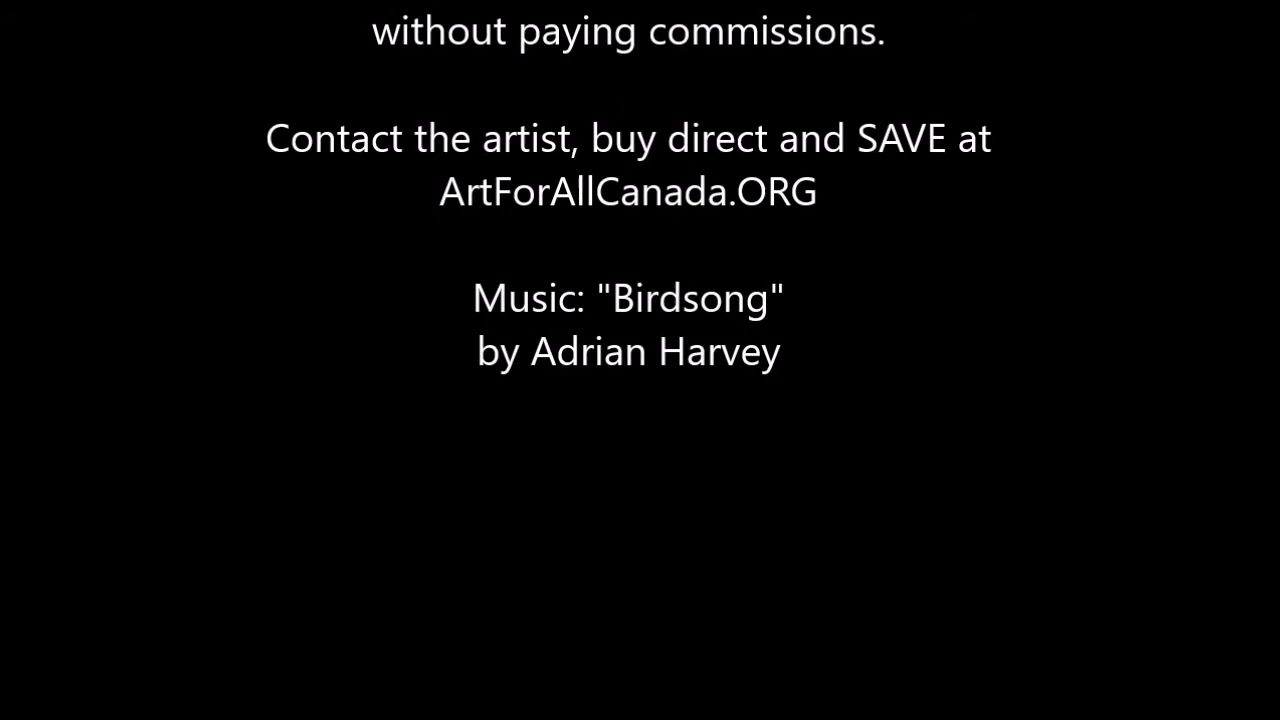 without paying commissions.
Contact the artist, buy direct and SAVE at
ArtForAllCanada.ORG
Music: "Birdsong"
by Adrian Harvey